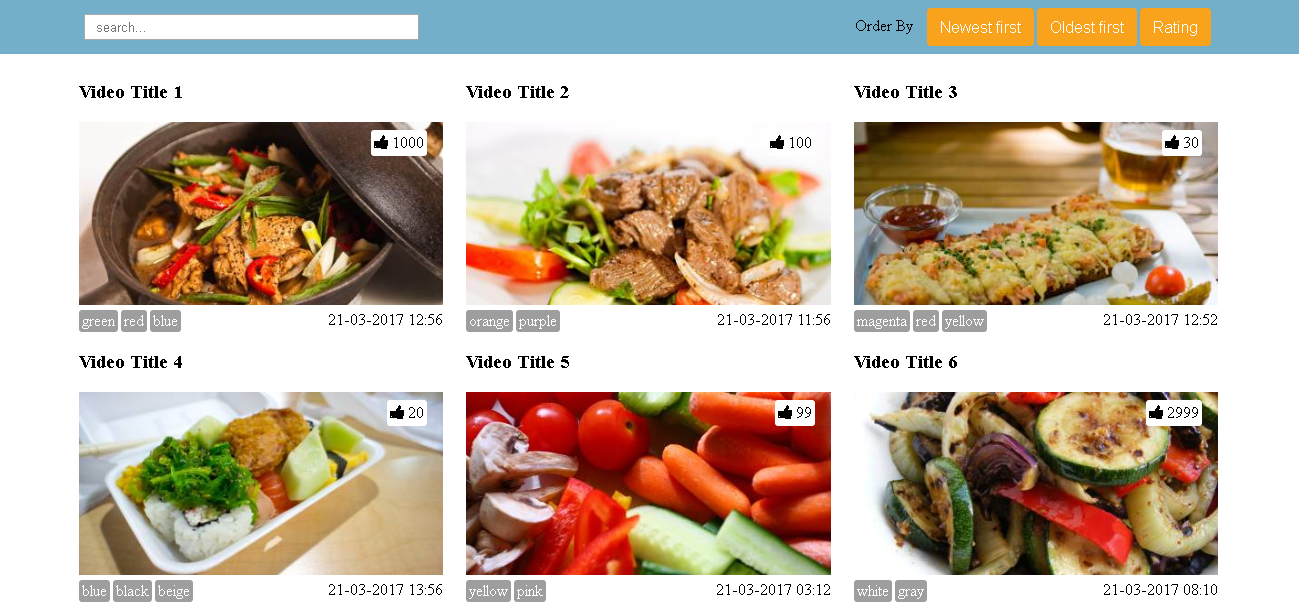 search...
Order By Newest first Oldest first Rating
Video Title 1
1000
green red blue 21-03-2017 12:56
Video Title 2
100
orange purple 21-03-2017 11:56
Video Title 3
30
magenta red yellow 21-03-2017 12:52
Video Title 4
20
blue black beige 21-03-2017 13:56
Video Title 5
99
yellow pink 21-03-2017 03:12
Video Title 6
2999
white gray 21-03-2017 08:10